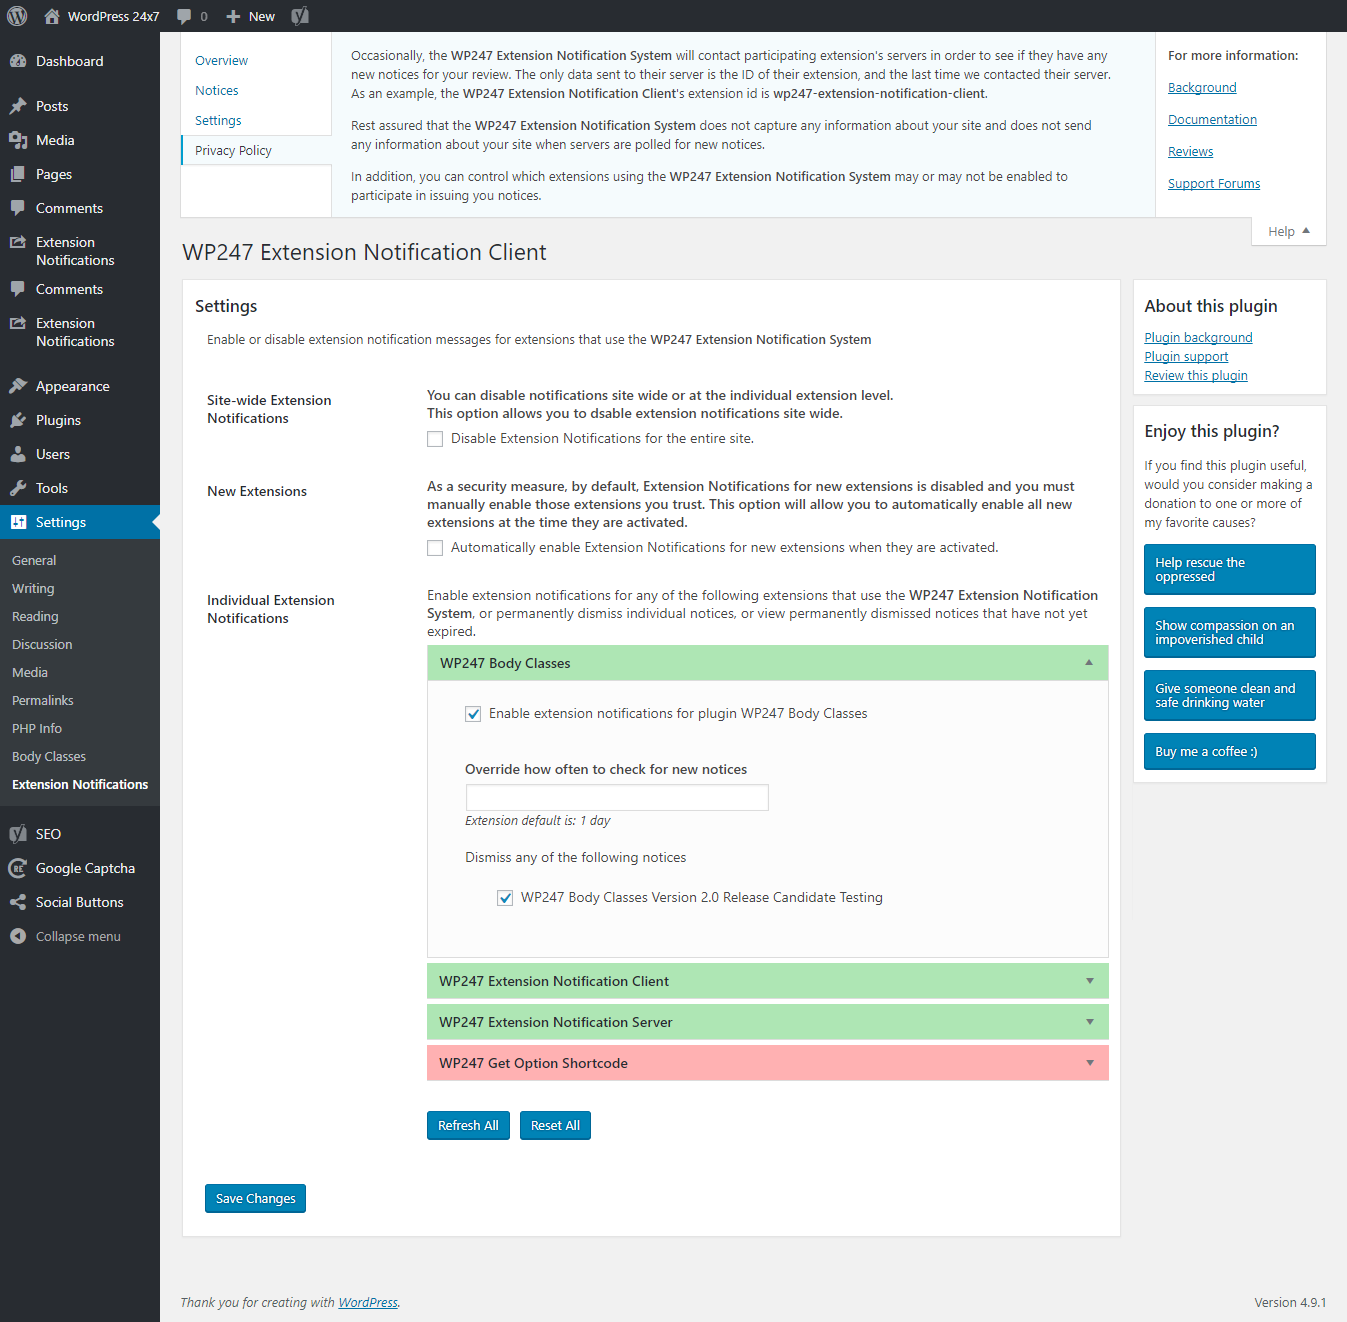 WordPress 24x7
0
New
Dashboard
Posts
Media
Pages
Comments
Extension
Notifications
Comments
Extension
Notifications
Appearance
Plugins
Users
Tools
Settings
General
Writing
Reading
Discussion
Media
Permalinks
PHP Info
Body Classes
Extension Notifications
SEO
Google Captcha
Social Buttons
Collapse menu
Overview
Notices
Settings
Privacy Policy
Occasionally, the WP247 Extension Notification System will contact participating extension's servers in order to see if they have any
new notices for your review. The only data sent to their server is the ID of their extension, and the last time we contacted their server.
As an example, the WP247 Extension Notification Client's extension id is wp247-extension-notification-client.
Rest assured that the WP247 Extension Notification System does not capture any information about your site and does not send
any information about your site when servers are polled for new notices.
In addition, you can control which extensions using the WP247 Extension Notification System may or may not be enabled to
participate in issuing you notices.
For more information:
Background
Documentation
Reviews
Support Forums
Help
WP247 Extension Notification Client
Settings
Enable or disable extension notification messages for extensions that use the WP247 Extension Notification System
Site-wide Extension
Notifications
You can disable notifications site wide or at the individual extension level.
This option allows you to dsable extension notifications site wide.
Disable Extension Notifications for the entire site.
New Extensions
As a security measure, by default, Extension Notifications for new extensions is disabled and you must
manually enable those extensions you trust. This option will allow you to automatically enable all new
extensions at the time they are activated.
Automatically enable Extension Notifications for new extensions when they are activated.
Individual Extension
Notifications
Enable extension notifications for any of the following extensions that use the WP247 Extension Notification
System, or permanently dismiss individual notices, or view permanently dismissed notices that have not yet
expired.
WP247 Body Classes
Enable extension notifications for plugin WP247 Body Classes
Override how often to check for new notices
Extension default is: 1 day
Dismiss any of the following notices
WP247 Body Classes Version 2.0 Release Candidate Testing
WP247 Extension Notification Client
WP247 Extension Notification Server
WP247 Get Option Shortcode
Refresh All
Reset All
Save Changes
About this plugin
Plugin background
Plugin support
Review this plugin
Enjoy this plugin?
If you find this plugin useful,
would you consider making a
donation to one or more of
my favorite causes?
Help rescue the
oppressed
Show compassion on an
impoverished child
Give someone clean and
safe drinking water
Buy me a coffee :)
Thank you for creating with WordPress.
Version 4.9.1